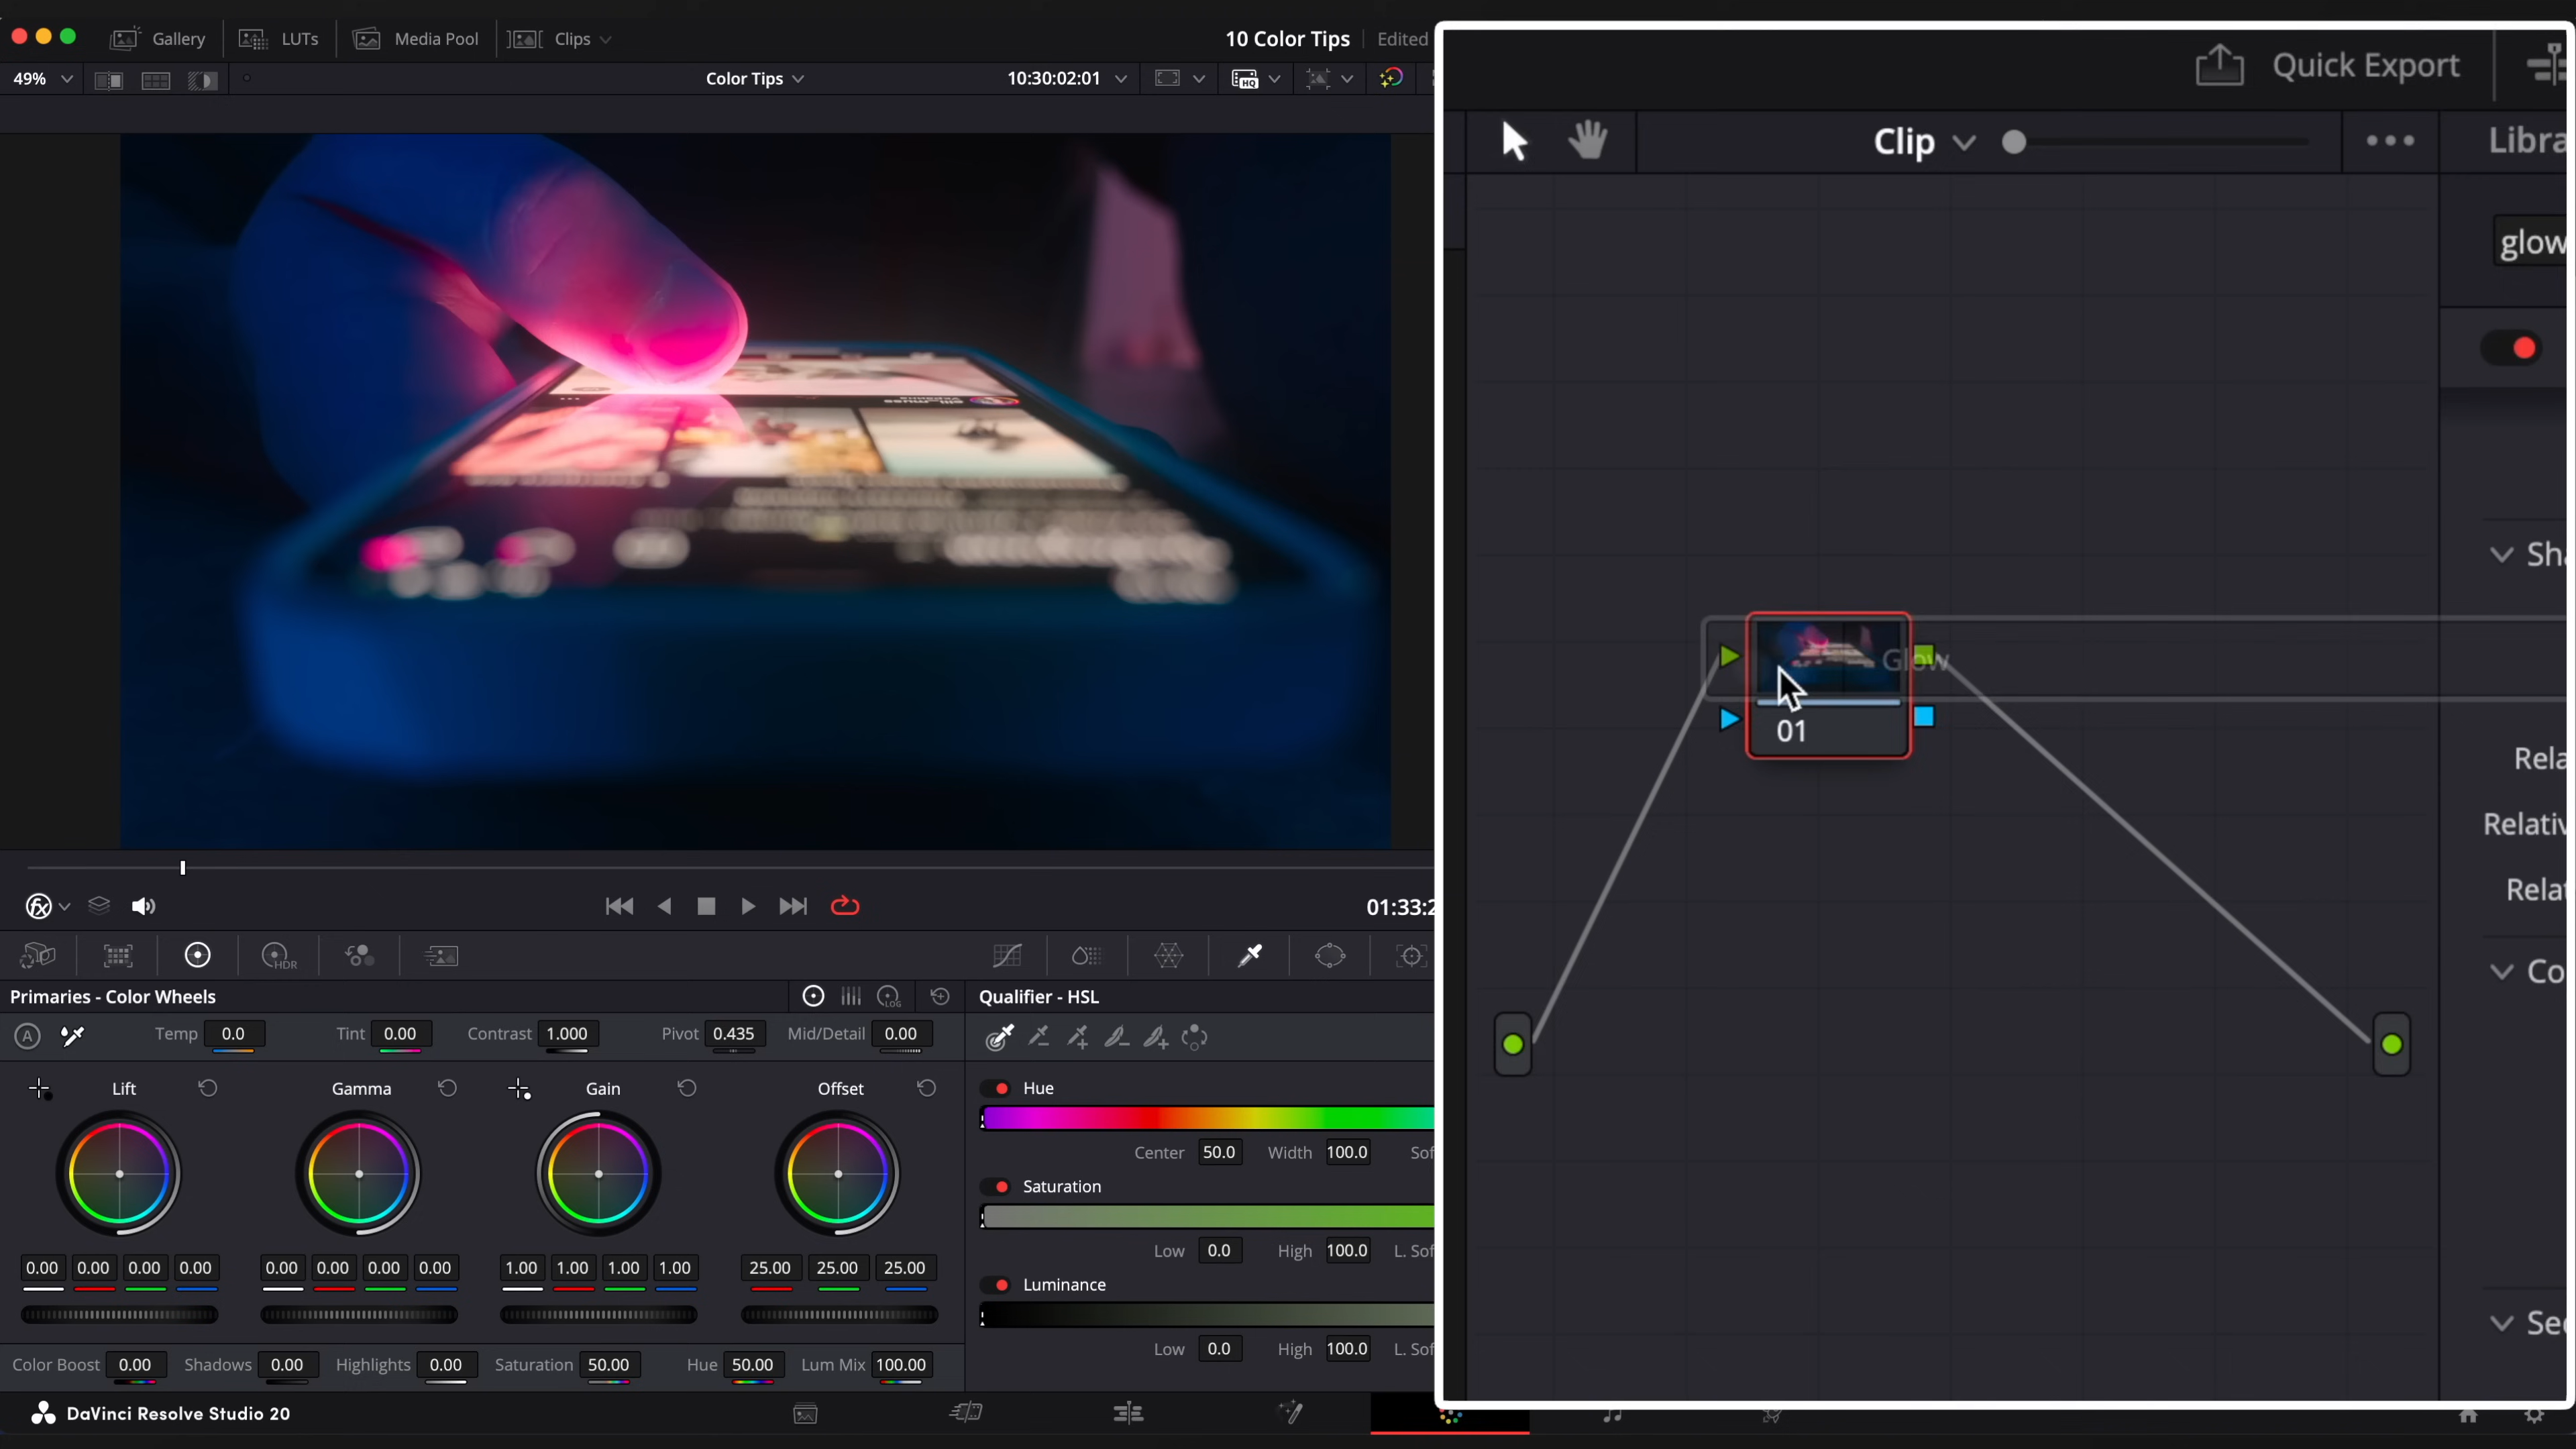 Gallery LUTs Media Pool Clips 10 Color Tips Edited
49% Color Tips 10:30:02:01 HQ
Quick Export
Clip Libra
glow
Sha
Glow
01
Rela
Relativ
Relat
Co
Sec
01:33:2
HDR
Primaries - Color Wheels LOG Qualifier - HSL
A Temp 0.0 Tint 0.00 Contrast 1.000 Pivot 0.435 Mid/Detail 0.00
Lift Gamma Gain Offset
0.00 0.00 0.00 0.00 0.00 0.00 0.00 0.00 1.00 1.00 1.00 1.00 25.00 25.00 25.00
Color Boost 0.00 Shadows 0.00 Highlights 0.00 Saturation 50.00 Hue 50.00 Lum Mix 100.00
Hue
Center 50.0 Width 100.0 Sof
Saturation
Low 0.0 High 100.0 L. Sof
Luminance
Low 0.0 High 100.0 L. Sof
DaVinci Resolve Studio 20